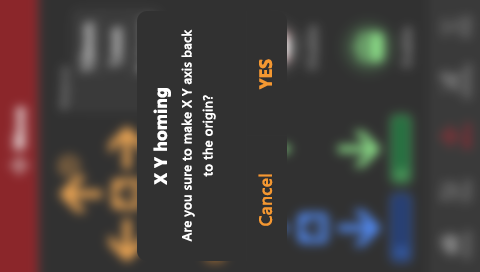 X Y homing
Are you sure to make X Y axis back
to the origin?
Cancel
YES